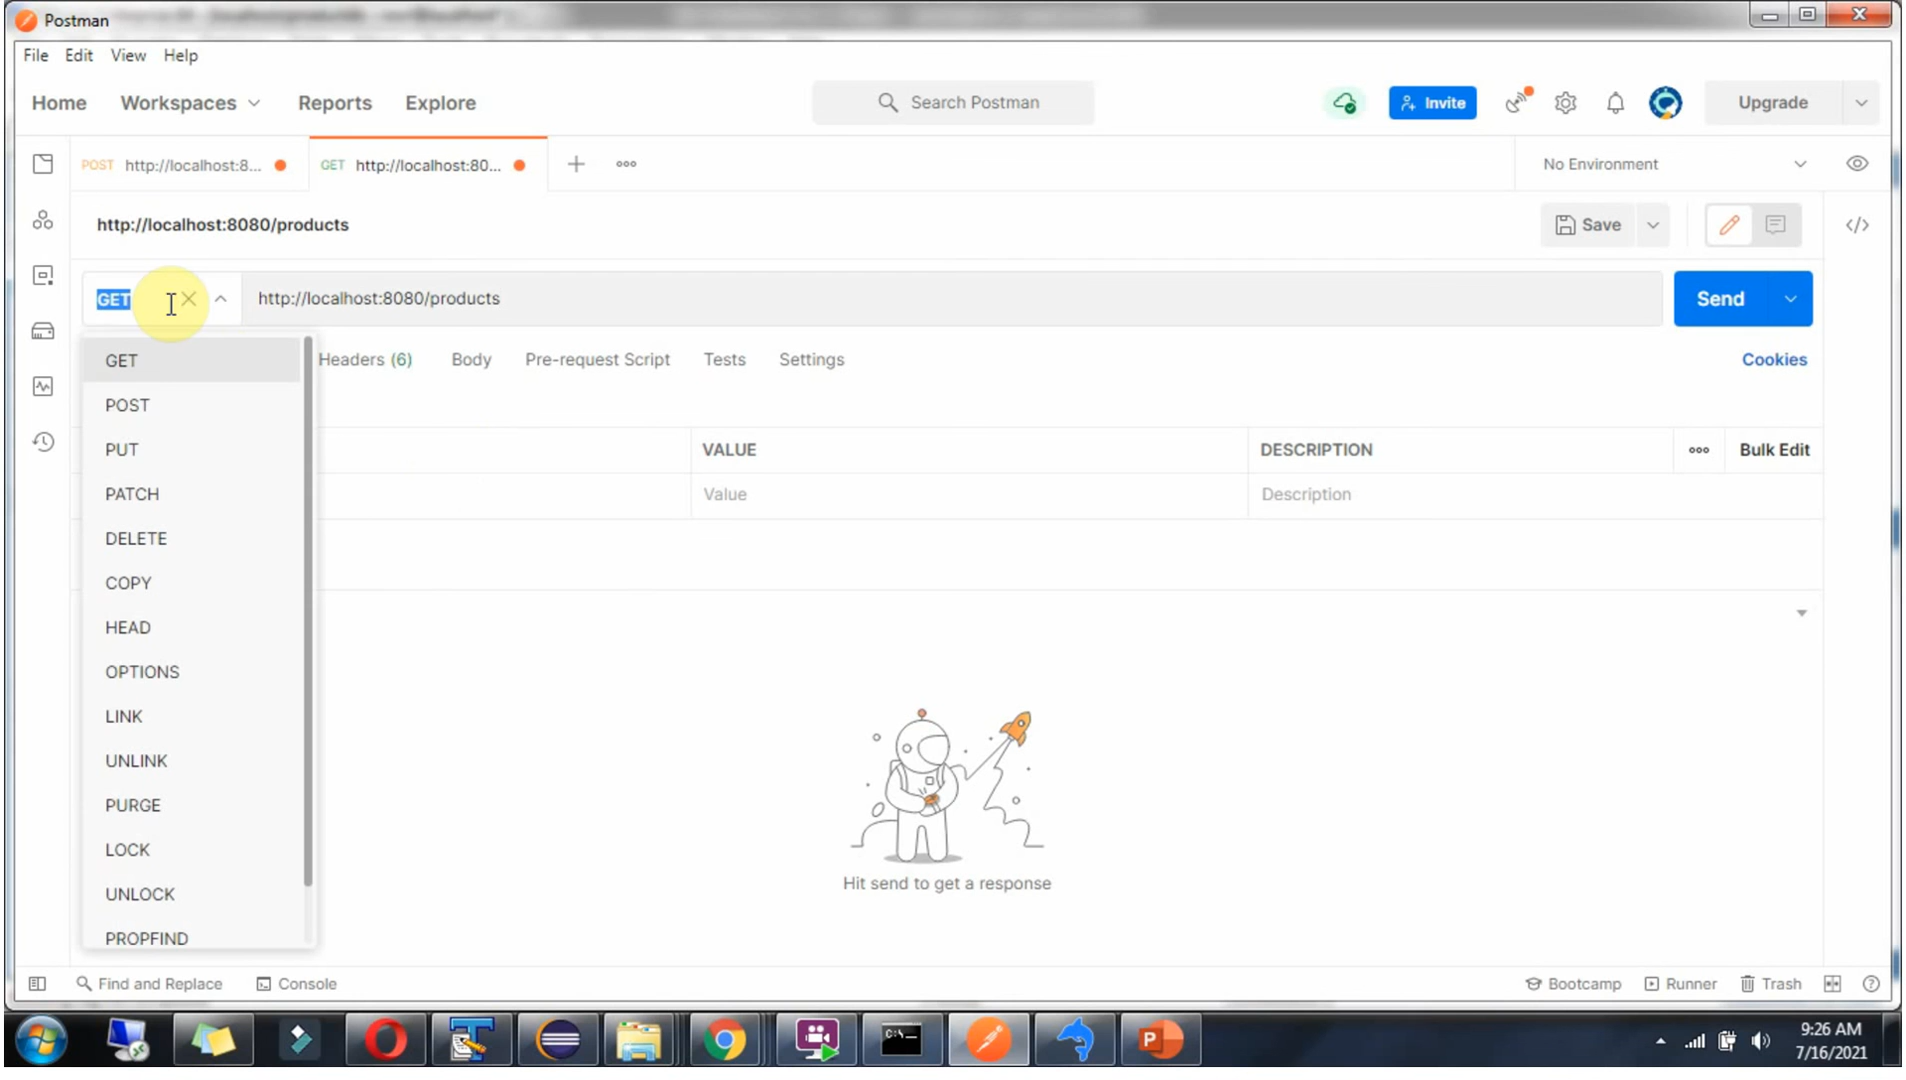 Postman
File Edit View Help
Home Workspaces Reports Explore Search Postman Invite Upgrade
POST http://localhost:8... GET http://localhost:80... No Environment
http://localhost:8080/products Save
GET http://localhost:8080/products Send
GET Headers (6) Body Pre-request Script Tests Settings Cookies
POST
PUT VALUE DESCRIPTION Bulk Edit
PATCH Value Description
DELETE
COPY
HEAD
OPTIONS
LINK
UNLINK
PURGE
LOCK
Hit send to get a response
UNLOCK
PROPFIND
Find and Replace Console Bootcamp Runner Trash
9:26 AM
7/16/2021